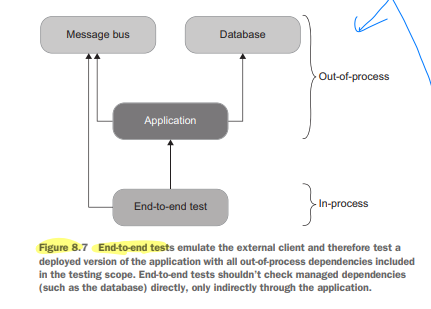 Message bus
Database
Out-of-process
Application
End-to-end test
In-process
Figure 8.7 End-to-end tests emulate the external client and therefore test a
deployed version of the application with all out-of-process dependencies included
in the testing scope. End-to-end tests shouldn't check managed dependencies
(such as the database) directly, only indirectly through the application.